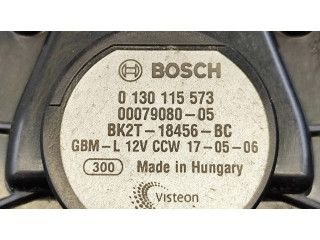 BOSCH
0 130 115 573
00079080-05
BK2T-18456-BC
GBM-L 12V CCW 17-05-06
300 Made in Hungary
Visteon